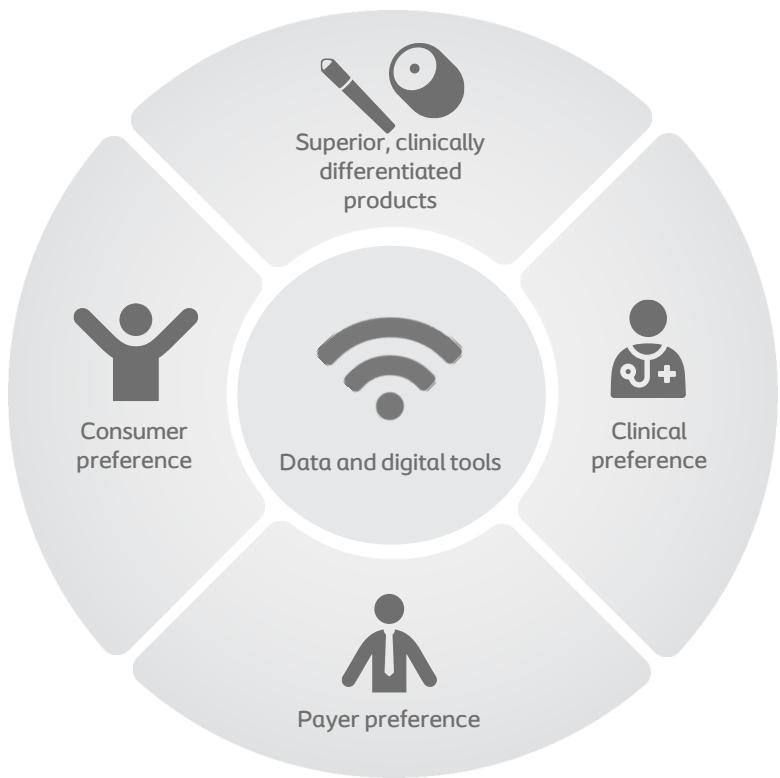 Superior, clinically
differentiated
products
Consumer
preference
Data and digital tools
Clinical
preference
Payer preference